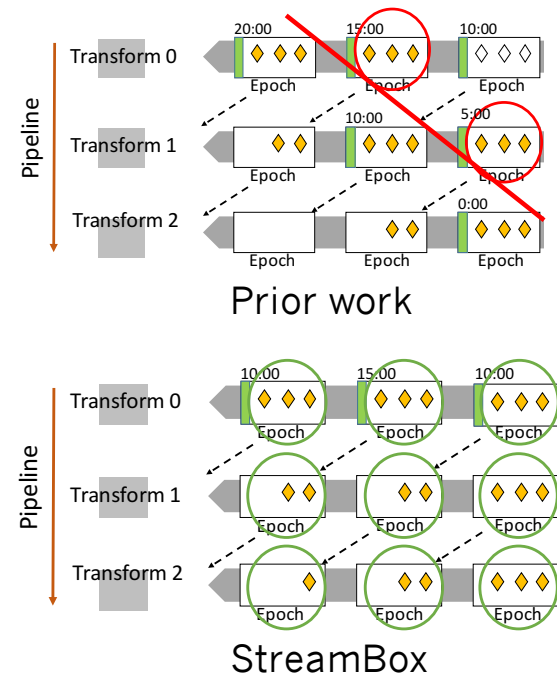 20:00 15:00 10:00
Transform 0
Epoch Epoch Epoch
10:00 5:00
Transform 1
Epoch Epoch Epoch
0:00
Transform 2
Epoch Epoch Epoch
Pipeline
Prior work
10:00 15:00 10:00
Transform 0
Epoch Epoch Epoch
Transform 1
Epoch Epoch Epoch
Transform 2
Epoch Epoch Epoch
Pipeline
StreamBox